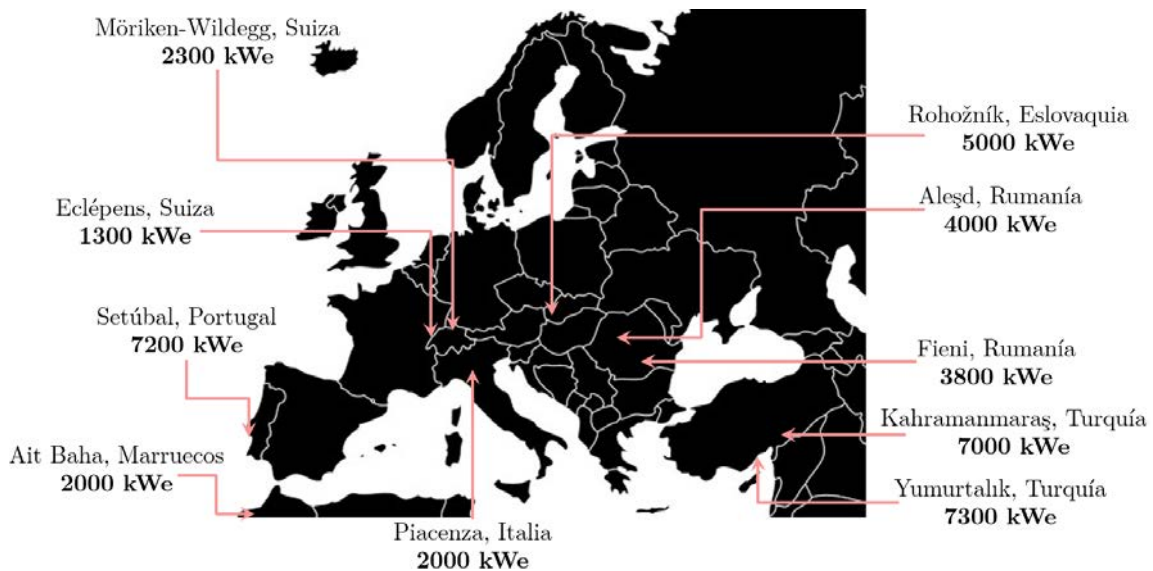 Möriken-Wildegg, Suiza
2300 kWe
Rohožník, Eslovaquia
5000 kWe
Aleşd, Rumanía
4000 kWe
Eclépens, Suiza
1300 kWe
Setúbal, Portugal
7200 kWe
Fieni, Rumanía
3800 kWe
Kahramanmaraş, Turquía
7000 kWe
Ait Baha, Marruecos
2000 kWe
Yumurtalık, Turquía
7300 kWe
Piacenza, Italia
2000 kWe